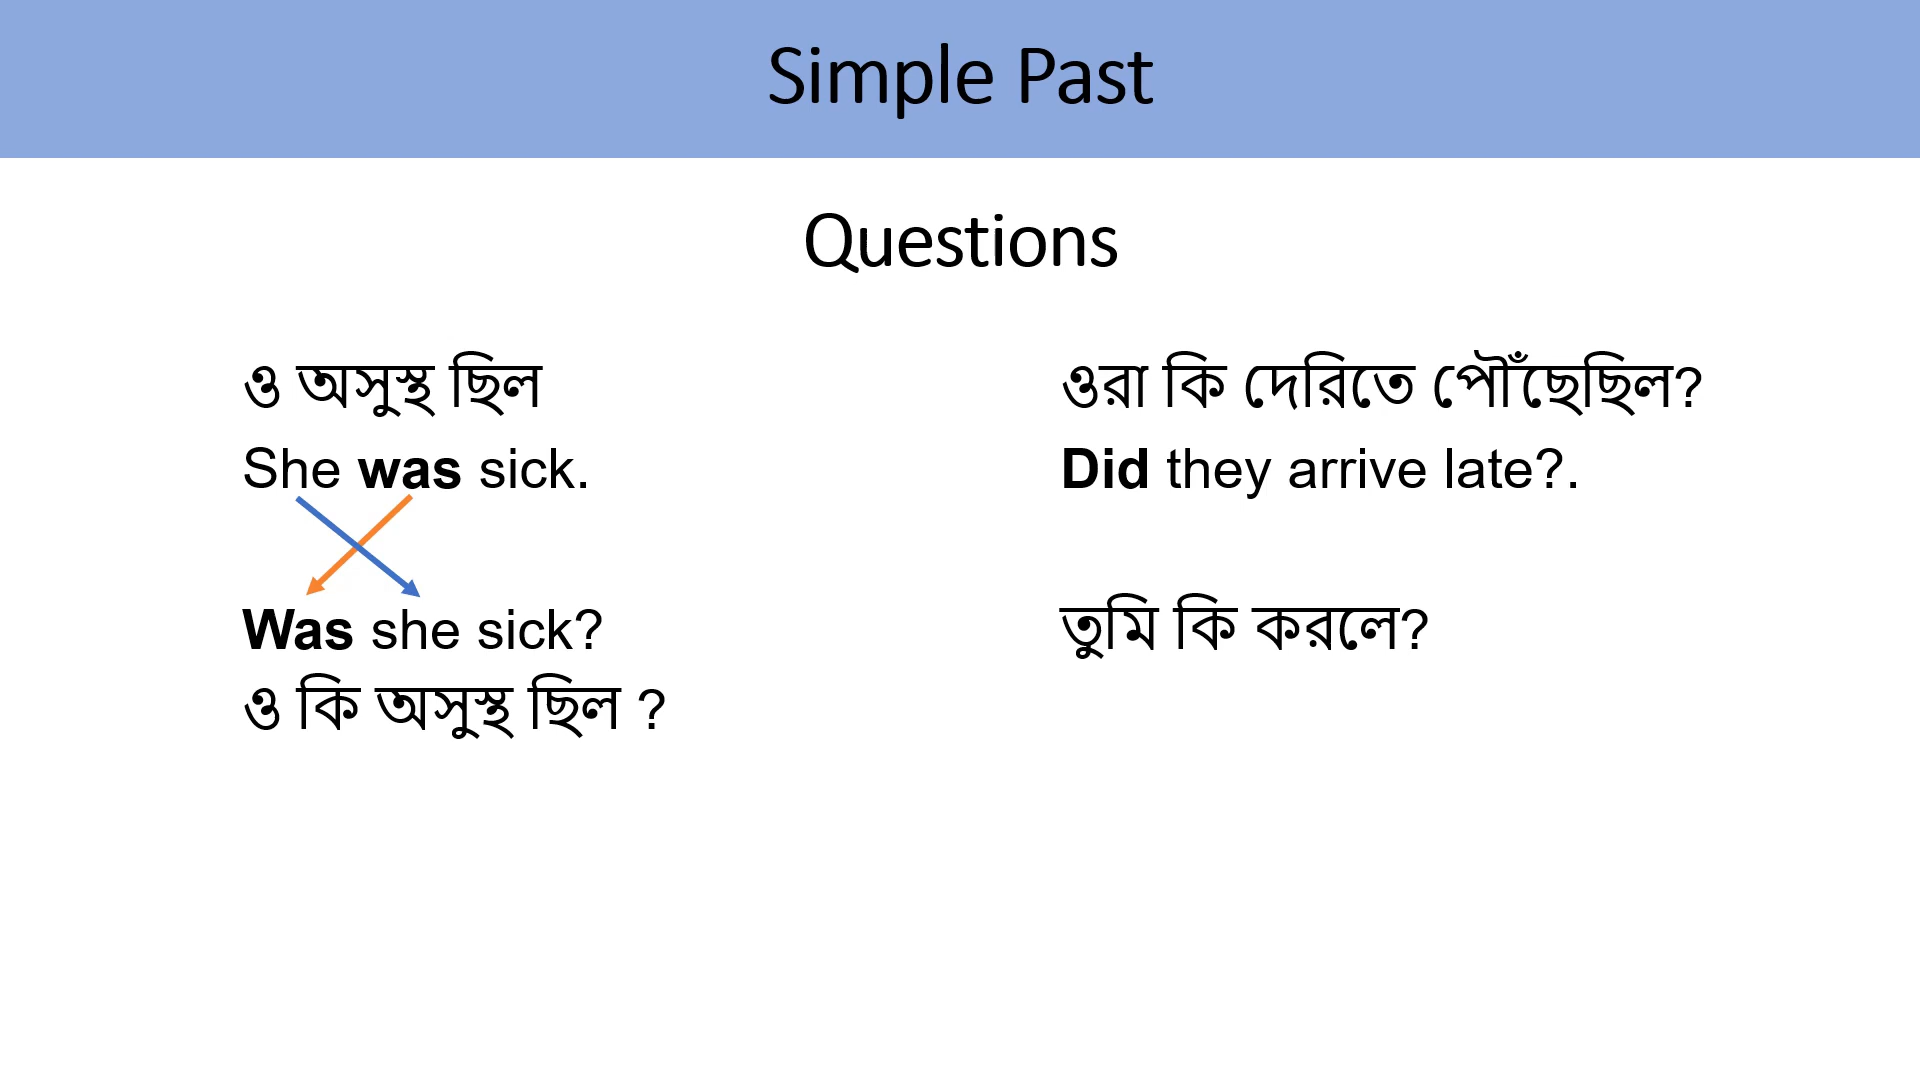 Simple Past
Questions
ও অসুস্থ ছিল
She was sick.
Was she sick?
ও কি অসুস্থ ছিল ?
ওরা কি দেরিতে পৌঁছেছিল?
Did they arrive late?.
তুমি কি করলে?